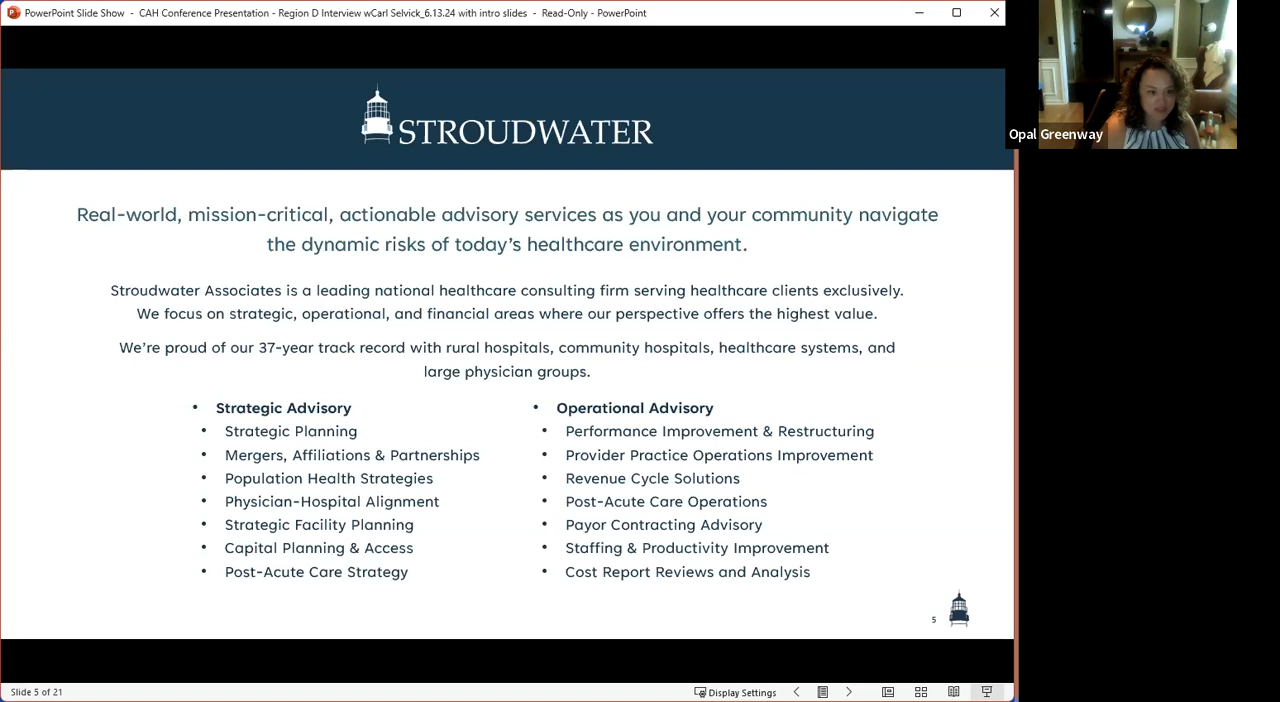 PowerPoint Slide Show - CAH Conference Presentation - Region D Interview wCarl Selvick_6.13.24 with intro slides - Read-Only - PowerPoint
Opal Greenway
STROUDWATER
Real-world, mission-critical, actionable advisory services as you and your community navigate
the dynamic risks of today's healthcare environment.
Stroudwater Associates is a leading national healthcare consulting firm serving healthcare clients exclusively.
We focus on strategic, operational, and financial areas where our perspective offers the highest value.
We're proud of our 37-year track record with rural hospitals, community hospitals, healthcare systems, and
large physician groups.
• Strategic Advisory
• Strategic Planning
• Mergers, Affiliations & Partnerships
• Population Health Strategies
• Physician-Hospital Alignment
• Strategic Facility Planning
• Capital Planning & Access
• Post-Acute Care Strategy
• Operational Advisory
• Performance Improvement & Restructuring
• Provider Practice Operations Improvement
• Revenue Cycle Solutions
• Post-Acute Care Operations
• Payor Contracting Advisory
• Staffing & Productivity Improvement
• Cost Report Reviews and Analysis
5
Slide 5 of 21
Display Settings